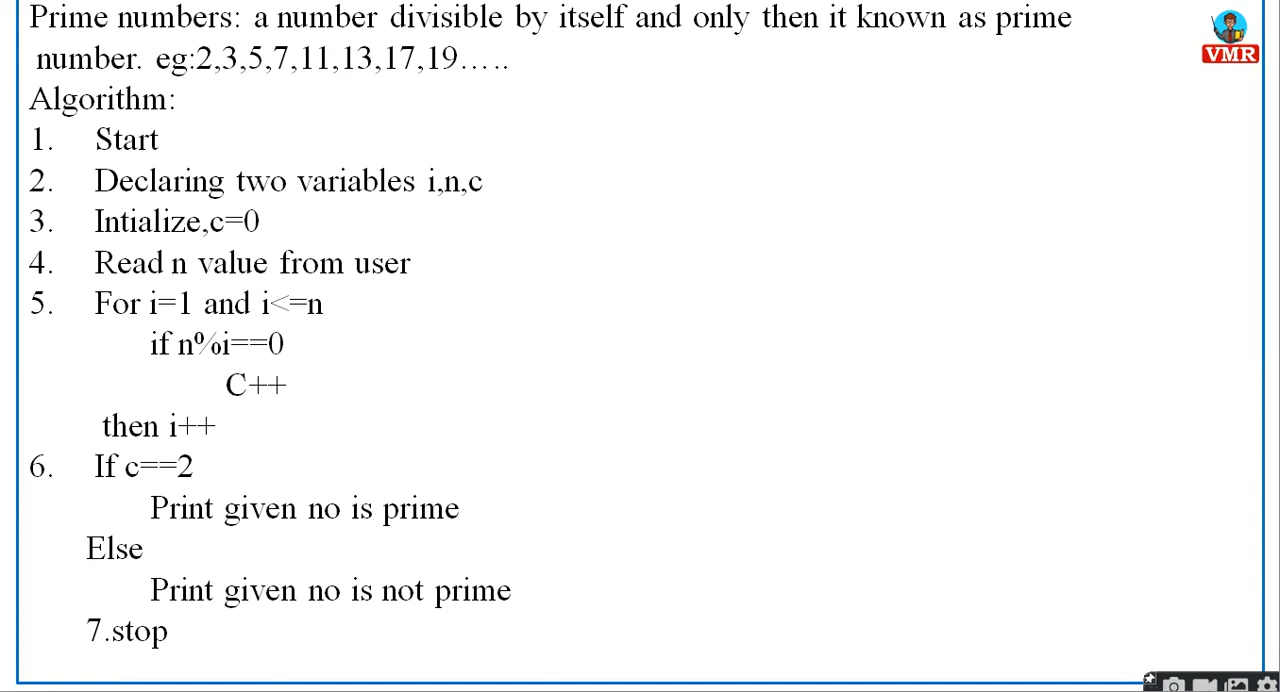 Prime numbers: a number divisible by itself and only then it known as prime
number. eg:2,3,5,7,11,13,17,19.....
VMR
Algorithm:
1. Start
2. Declaring two variables i,n,c
3. Intialize,c=0
4. Read n value from user
5. For i=1 and i<=n
if n%i==0
C++
then i++
6. If c==2
Print given no is prime
Else
Print given no is not prime
7.stop